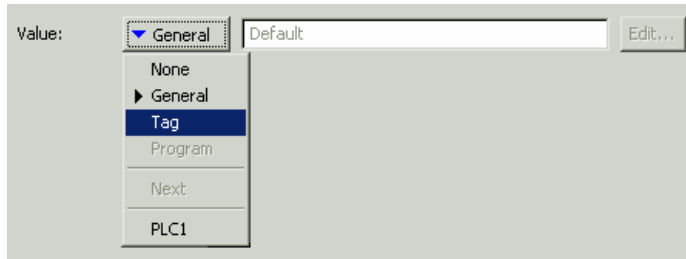 Value: General Default Edit...
None
General
Tag
Program
Next
PLC1